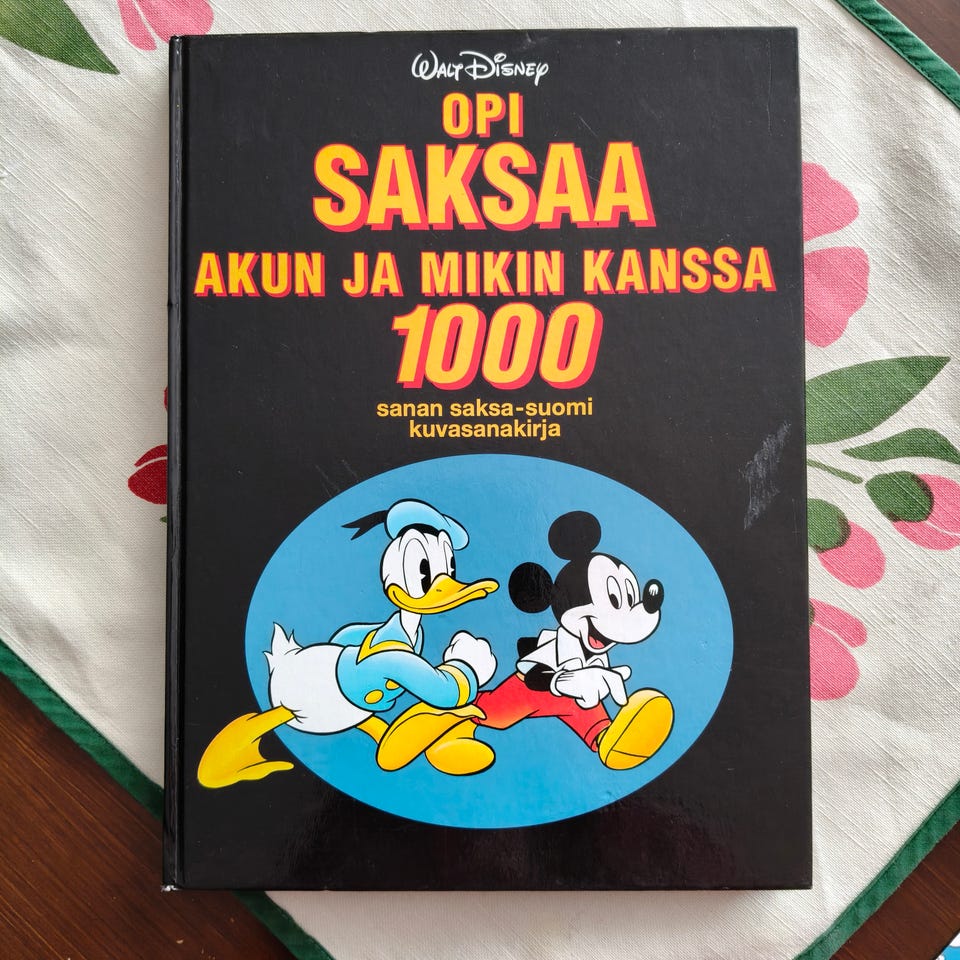 Walt Disney
OPI
SAKSAA
AKUN JA MIKIN KANSSA
1000
sanan saksa-suomi
kuvasanakirja